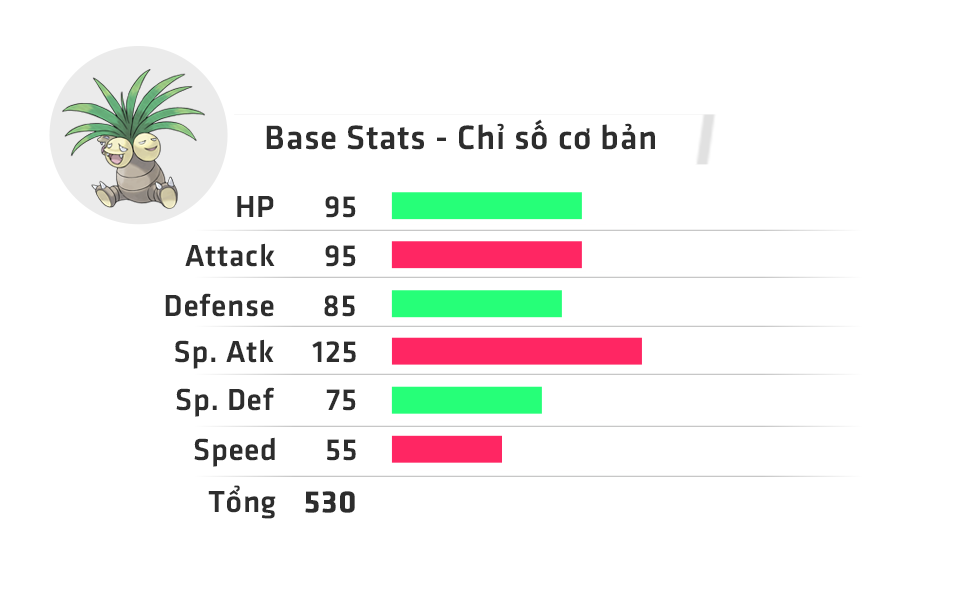 Base Stats - Chỉ số cơ bản
HP 95
Attack 95
Defense 85
Sp. Atk 125
Sp. Def 75
Speed 55
Tổng 530